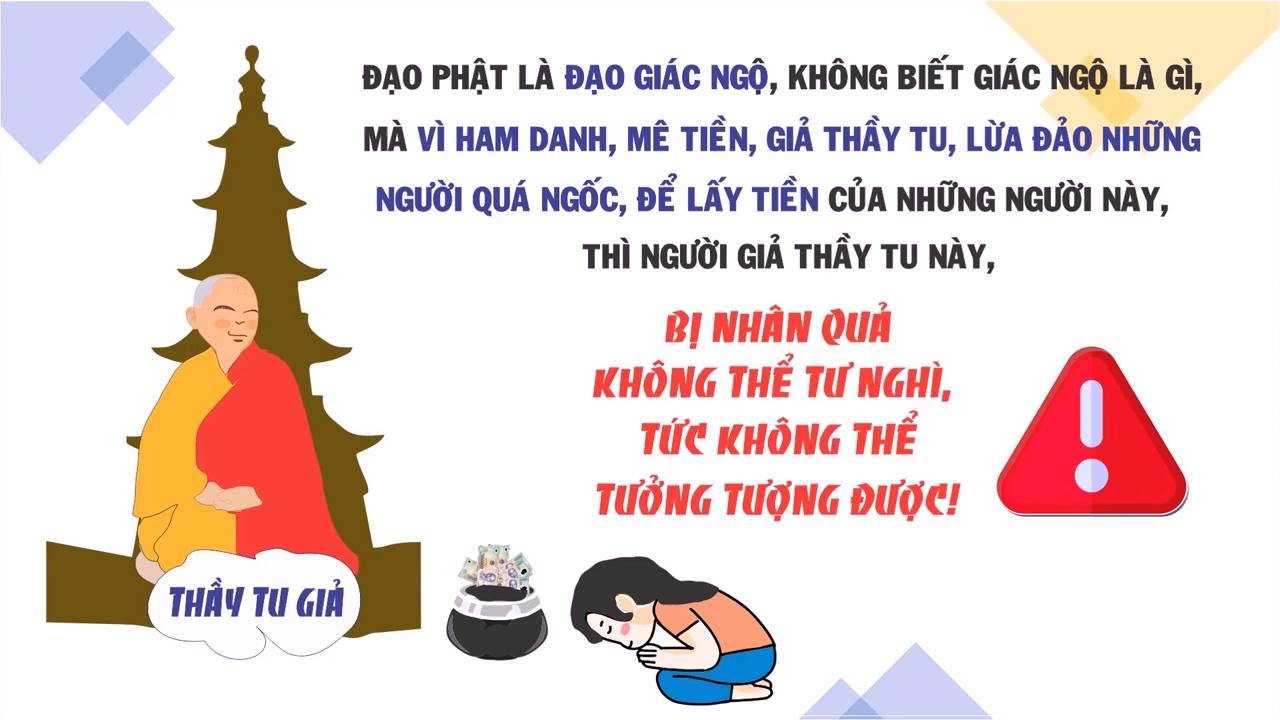 ĐẠO PHẬT LÀ ĐẠO GIÁC NGỘ, KHÔNG BIẾT GIÁC NGỘ LÀ GÌ,
MÀ VÌ HAM DANH, MÊ TIỀN, GIẢ THẦY TU, LỪA ĐẢO NHỮNG
NGƯỜI QUÁ NGỐC, ĐỂ LẤY TIỀN CỦA NHỮNG NGƯỜI NÀY,
THÌ NGƯỜI GIẢ THẦY TU NÀY,
BỊ NHÂN QUẢ
KHÔNG THỂ TƯ NGHÌ,
TỨC KHÔNG THỂ
TƯỞNG TƯỢNG ĐƯỢC!
THẦY TU GIẢ